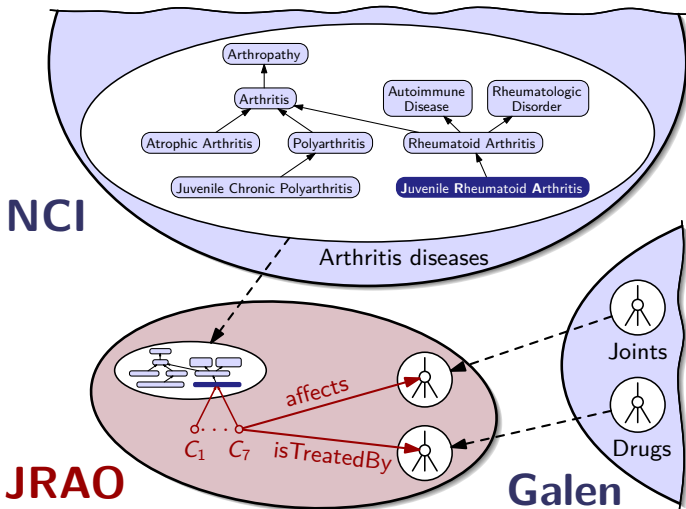 Arthropathy
Arthritis
Autoimmune
Disease
Rheumatologic
Disorder
Atrophic Arthritis
Polyarthritis
Rheumatoid Arthritis
Juvenile Chronic Polyarthritis
Juvenile Rheumatoid Arthritis
NCI
Arthritis diseases
Joints
affects
C1 . . . C7
isTreatedBy
Drugs
JRAO
Galen